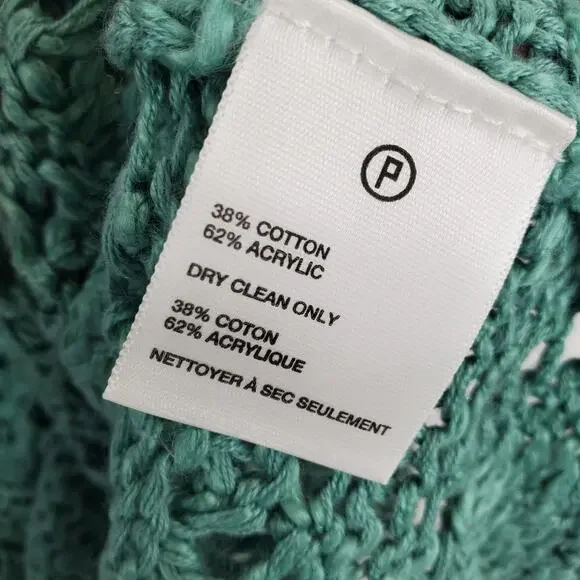 P
38% COTTON
62% ACRYLIC
DRY CLEAN ONLY
38% COTON
62% ACRYLIQUE
NETTOYER À SEC SEULEMENT